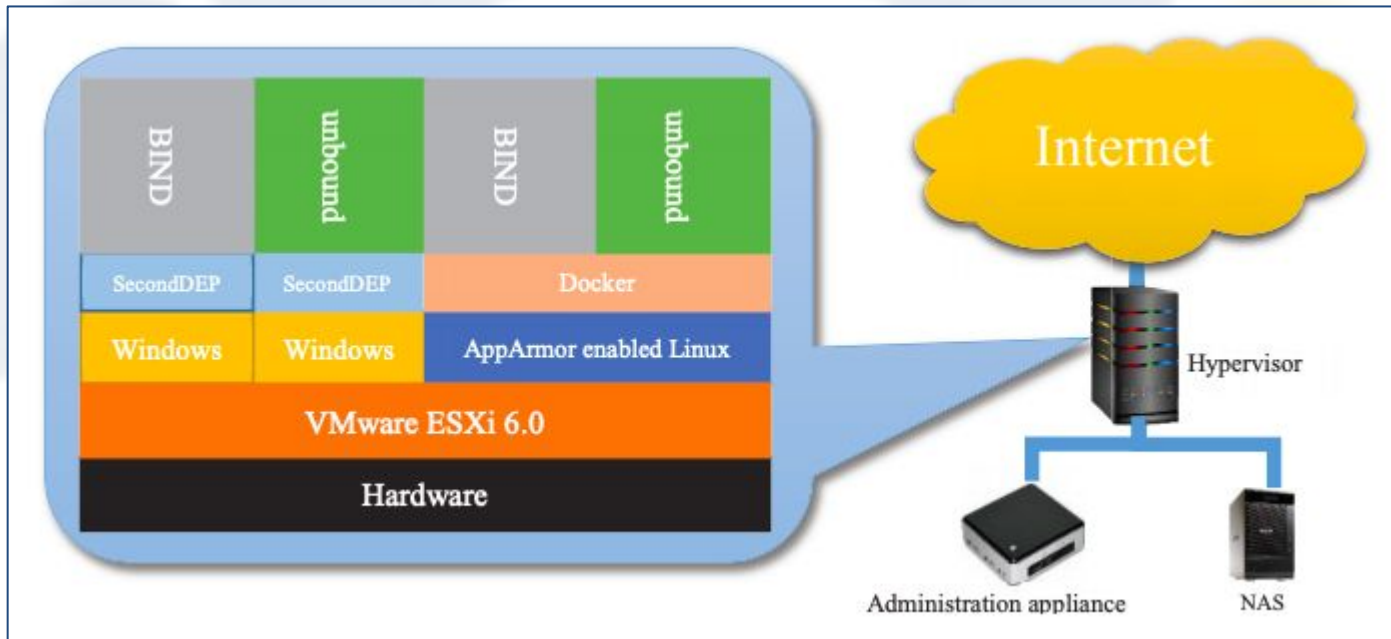 BIND
unbound
BIND
unbound
SecondDEP
SecondDEP
Docker
Windows
Windows
AppArmor enabled Linux
VMware ESXi 6.0
Hardware
Internet
Hypervisor
Administration appliance
NAS